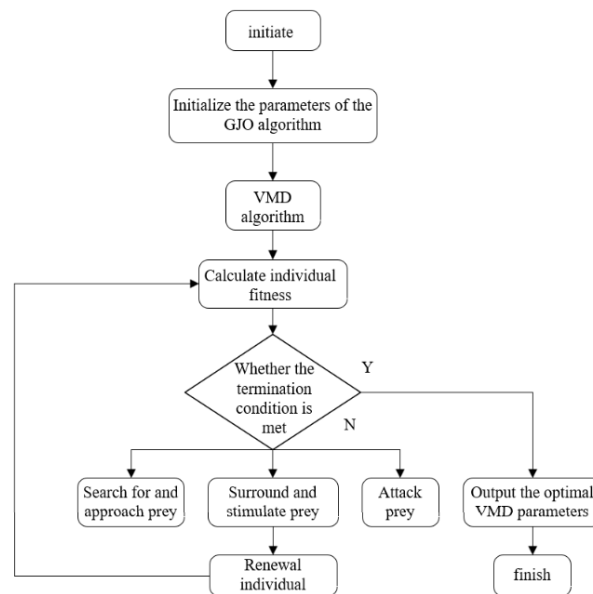 initiate
Initialize the parameters of the
GJO algorithm
VMD
algorithm
Calculate individual
fitness
Whether the
termination
condition is
met
Y
N
Search for and
approach prey
Surround and
stimulate prey
Attack
prey
Output the optimal
VMD parameters
Renewal
individual
finish